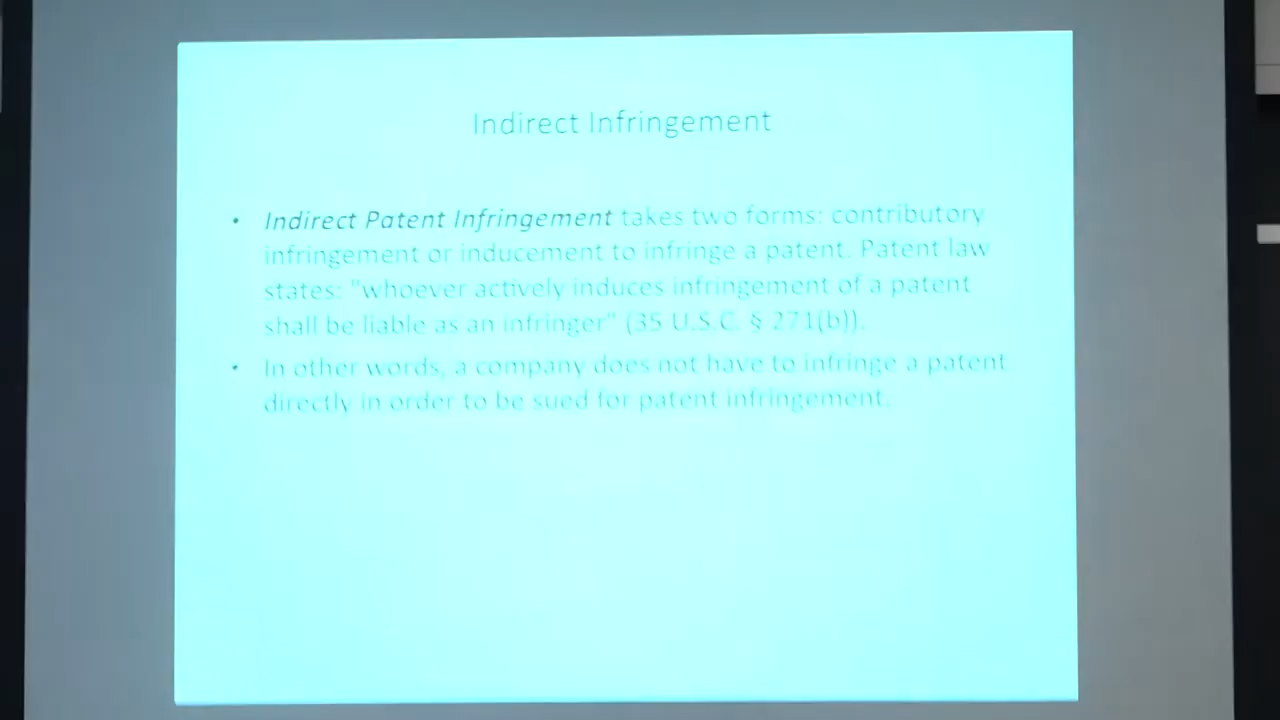 Indirect Infringement
• Indirect Patent Infringement takes two forms: contributory
infringement or inducement to infringe a patent. Patent law
states: "whoever actively induces infringement of a patent
shall be liable as an infringer" (35 U.S.C. § 271(b)).
• In other words, a company does not have to infringe a patent
directly in order to be sued for patent infringement.